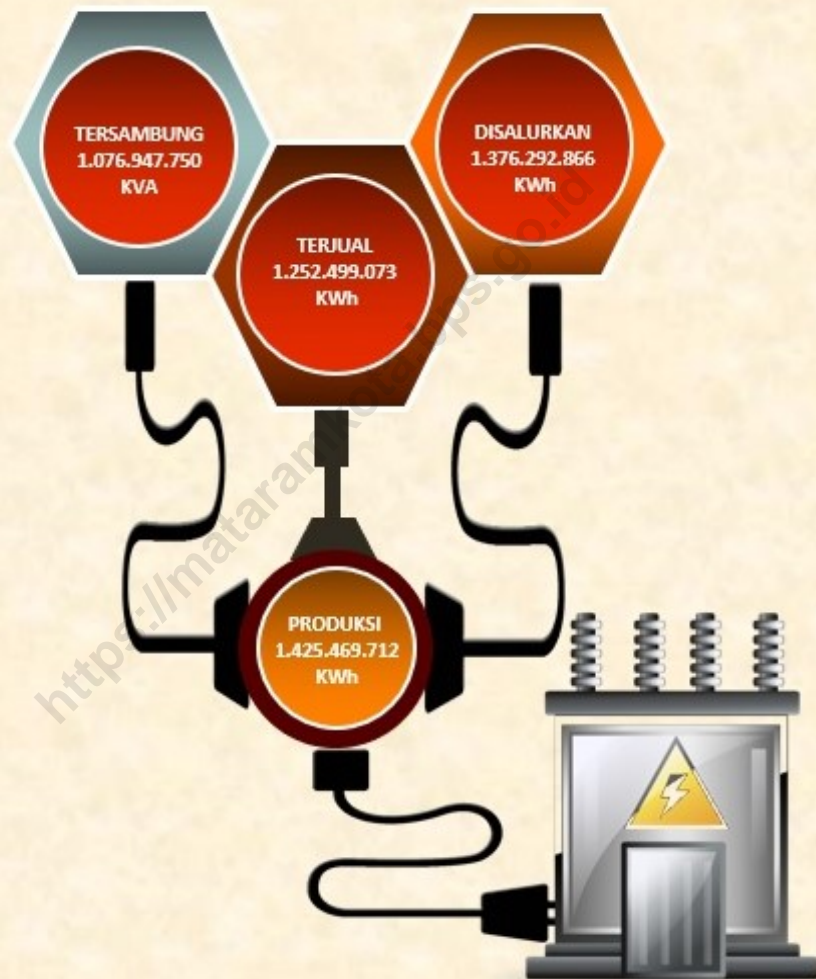 TERSAMBUNG
1.076.947.750
KVA
DISALURKAN
1.376.292.866
KWh
TERJUAL
1.252.499.073
KWh
PRODUKSI
1.425.469.712
KWh
https://mataramkota.bps.go.id